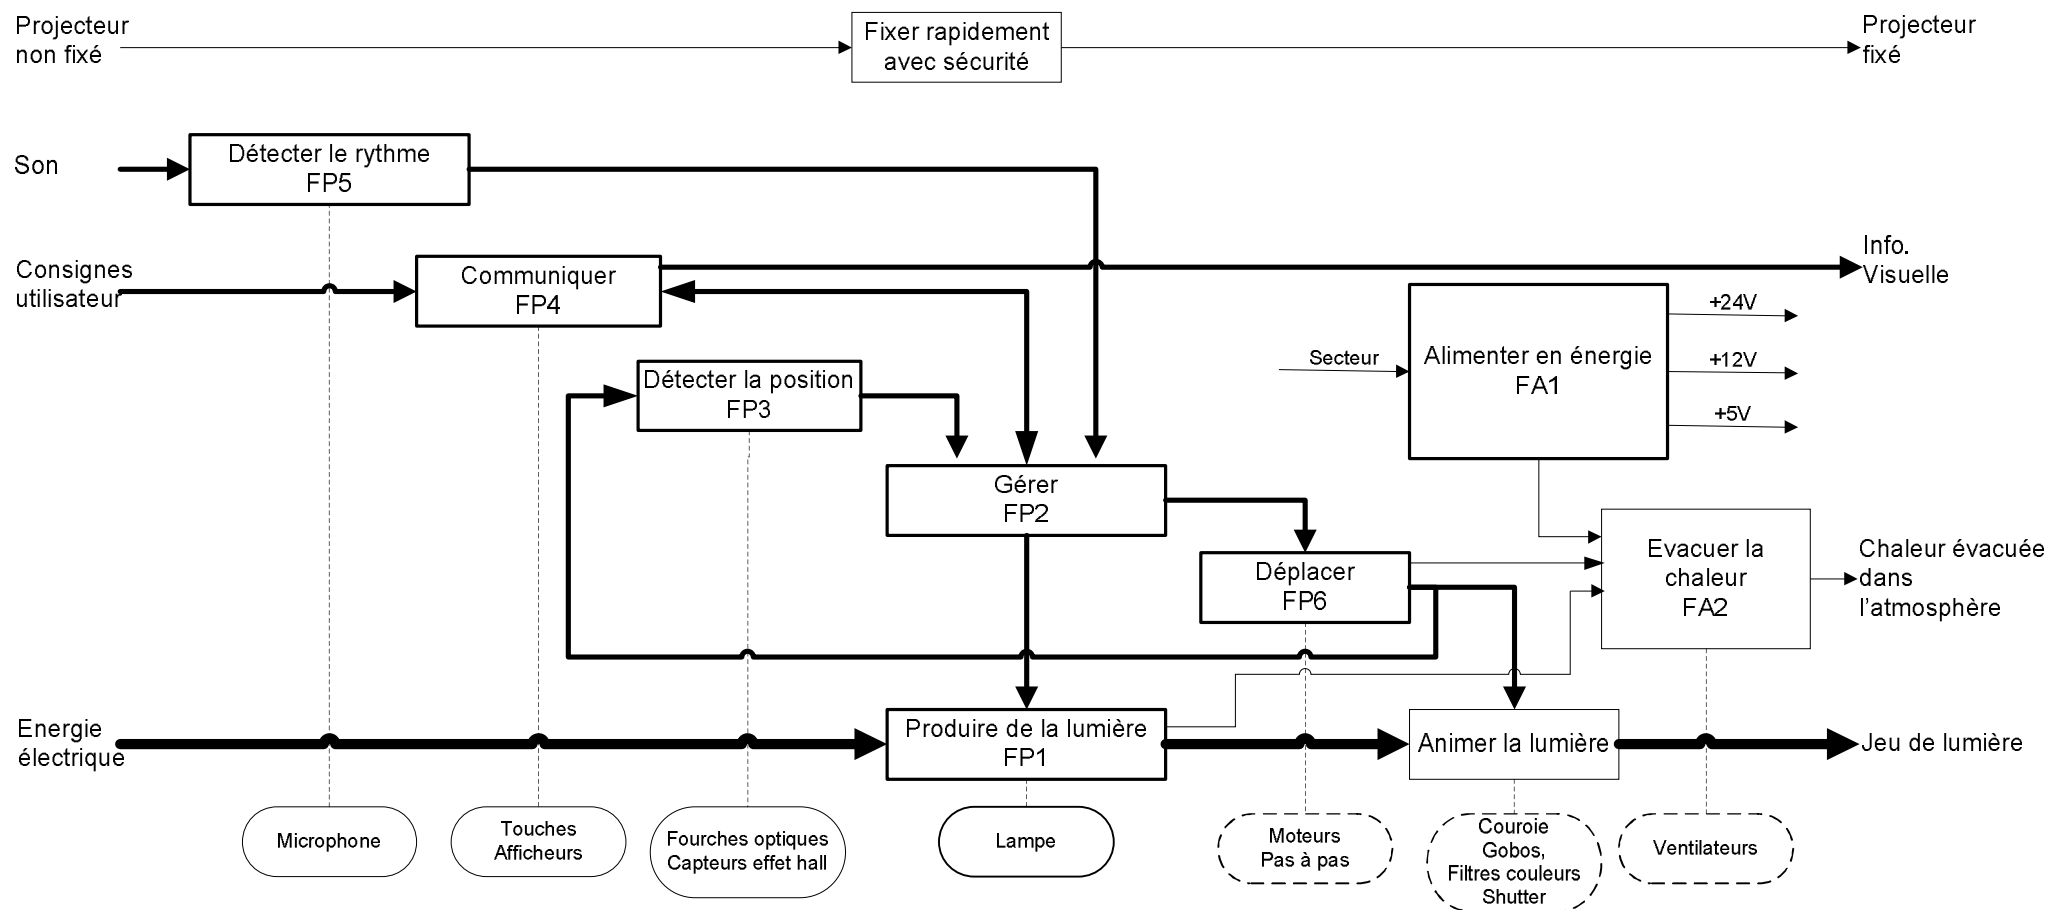 Projecteur
non fixé
Fixer rapidement
avec sécurité
Projecteur
fixé
Son
Détecter le rythme
FP5
Consignes
utilisateur
Communiquer
FP4
Info.
Visuelle
Détecter la position
FP3
Secteur
Alimenter en énergie
FA1
+24V
+12V
+5V
Gérer
FP2
Déplacer
FP6
Evacuer la
chaleur
FA2
Chaleur évacuée
dans
l'atmosphère
Energie
électrique
Produire de la lumière
FP1
Animer la lumière
Jeu de lumière
Microphone
Touches
Afficheurs
Fourches optiques
Capteurs effet hall
Lampe
Moteurs
Pas à pas
Couroie
Gobos,
Filtres couleurs
Shutter
Ventilateurs